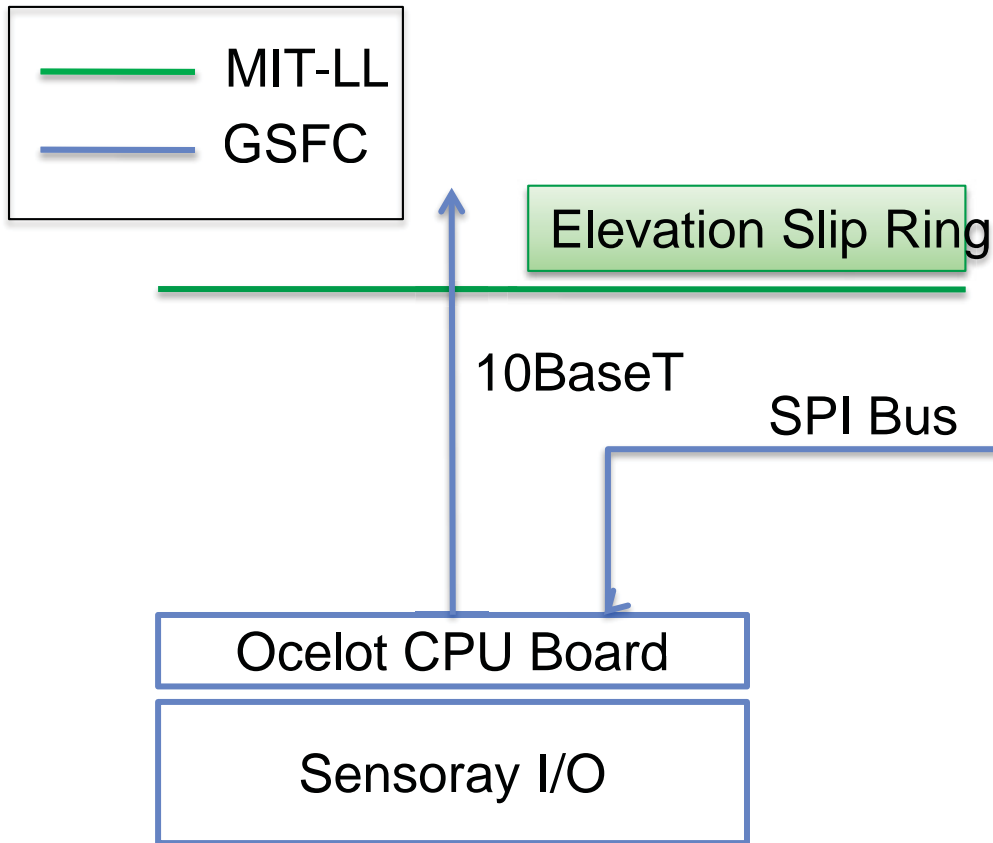 MIT-LL
GSFC
Elevation Slip Ring
10BaseT
SPI Bus
Ocelot CPU Board
Sensoray I/O